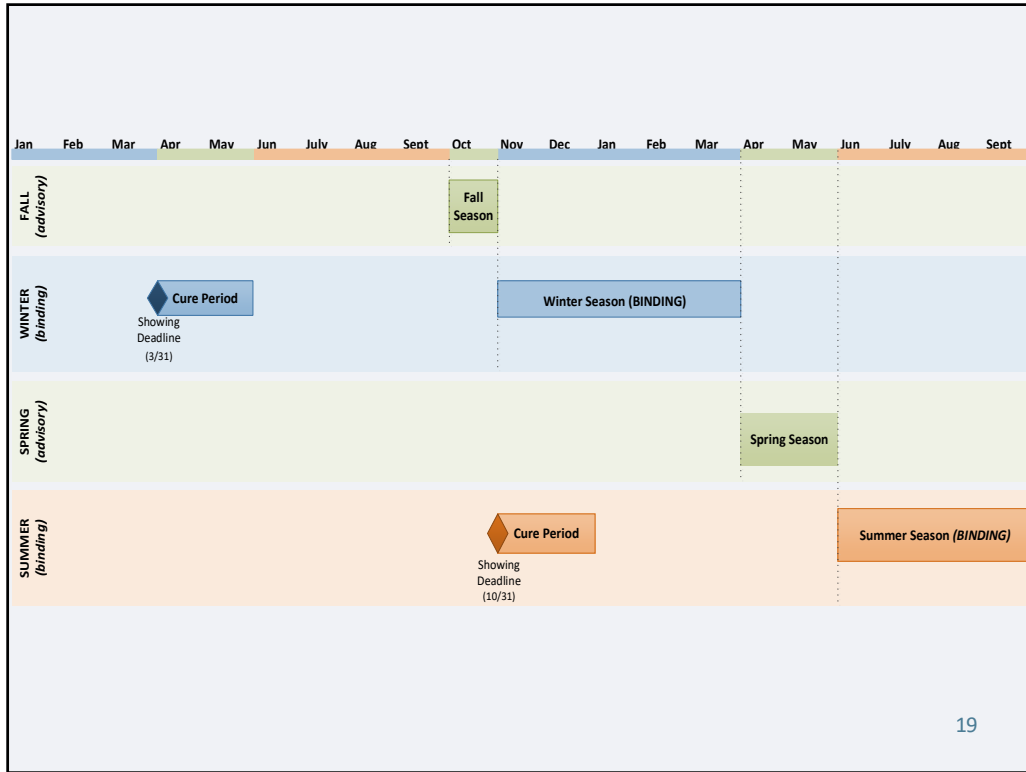 Jan Feb Mar Apr May Jun July Aug Sept Oct Nov Dec Jan Feb Mar Apr May Jun July Aug Sept
FALL
(advisory)
Fall
Season
WINTER
(binding)
Cure Period
Showing
Deadline
(3/31)
Winter Season (BINDING)
SPRING
(advisory)
Spring Season
SUMMER
(binding)
Cure Period
Showing
Deadline
(10/31)
Summer Season (BINDING)
19